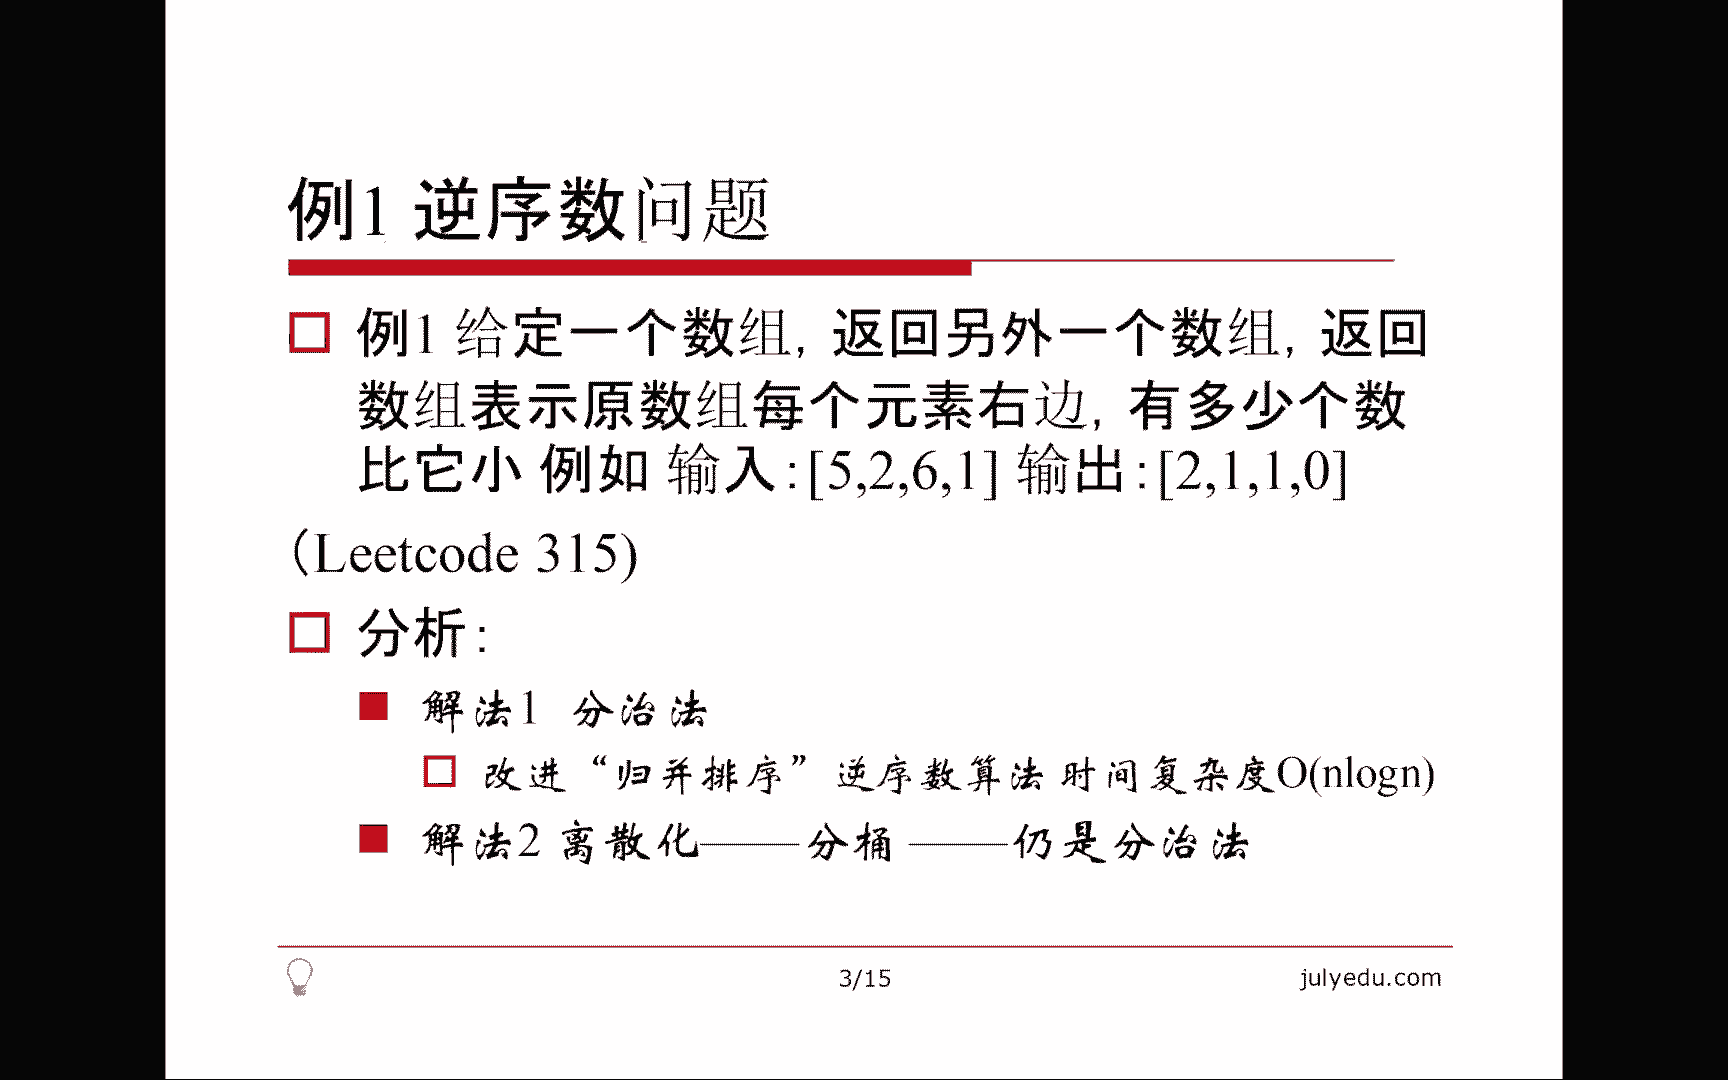 例1 逆序数问题
例1 给定一个数组，返回另外一个数组，返回
数组表示原数组每个元素右边，有多少个数
比它小 例如 输入:[5,2,6,1] 输出:[2,1,1,0]
（Leetcode 315)
分析:
解法1 分治法
改进“归并排序”逆序数算法 时间复杂度O(nlogn)
解法2 离散化——分桶 ——仍是分治法
3/15
julyedu.com